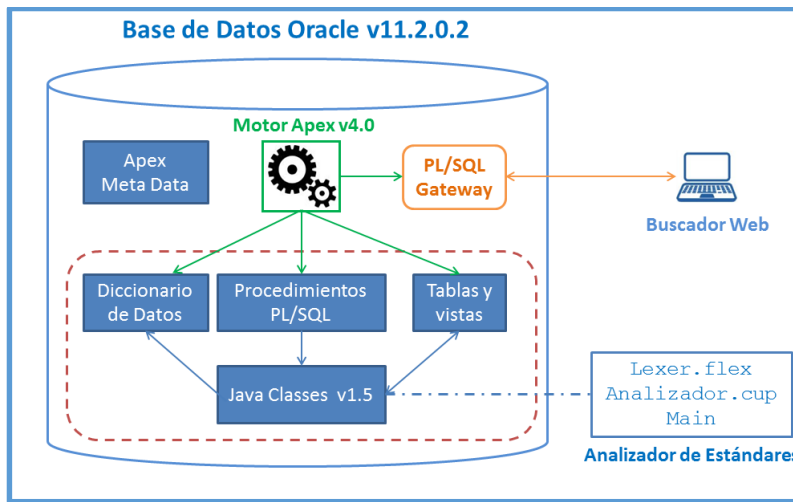 Base de Datos Oracle v11.2.0.2
Motor Apex v4.0
Apex
Meta Data
PL/SQL
Gateway
Buscador Web
Diccionario
de Datos
Procedimientos
PL/SQL
Tablas y
vistas
Java Classes v1.5
Lexer.flex
Analizador.cup
Main
Analizador de Estándares